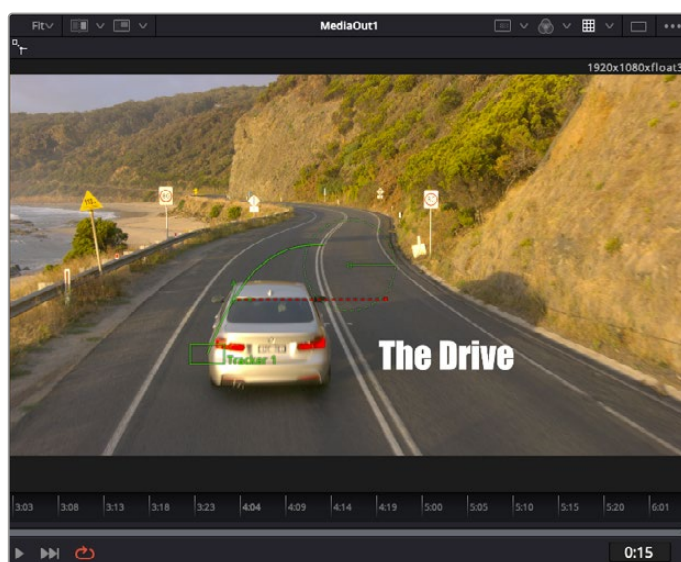 Fit
MediaOut1
1920x1080xfloat3
Tracker 1
The Drive
3:03 3:08 3:13 3:18 3:23 4:04 4:09 4:14 4:19 5:00 5:05 5:10 5:15 5:20 6:01
0:15